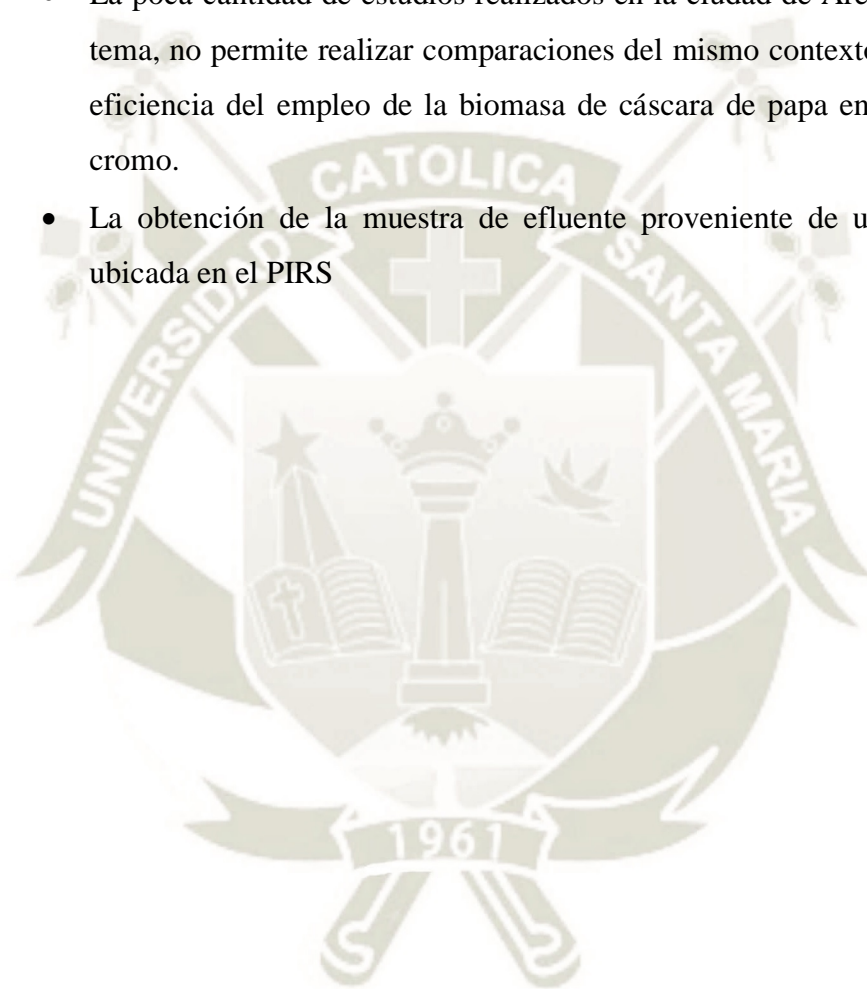 • La poca cantidad de estudios realizados en la ciudad de
tema, no permite realizar comparaciones del mismo contexto
eficiencia del empleo de la biomasa de cáscara de papa en
cromo.
• La obtención de la muestra de efluente proveniente de
ubicada en el PIRS
UNIVERSIDAD CATOLICA SANTA MARIA
1961